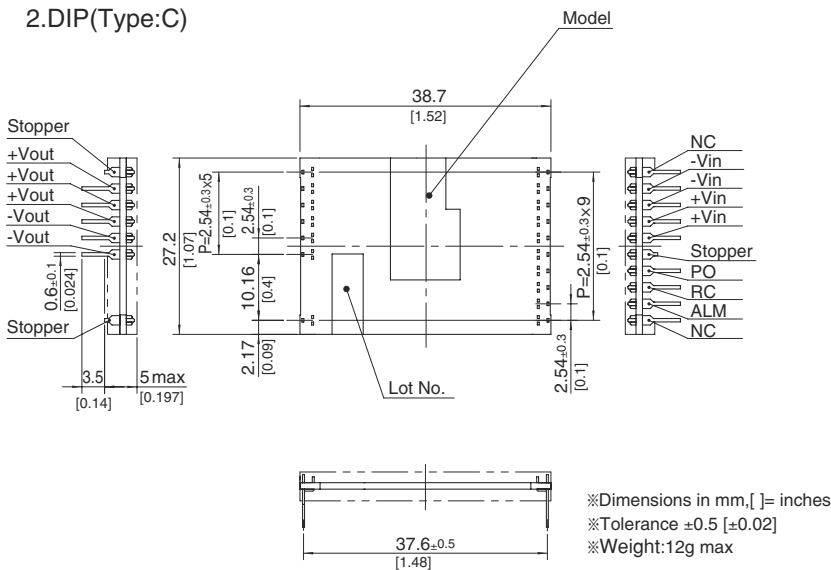 2.DIP(Type:C)
Model
38.7
[1.52]
Stopper
+Vout
+Vout
+Vout
-Vout
-Vout
Stopper
0.6±0.1
[0.024]
3.5
[0.14]
5max
[0.197]
27.2
[1.07]
P=2.54±0.3×5
[0.1]
2.54±0.3
[0.1]
10.16
[0.4]
2.17
[0.09]
Lot No.
P=2.54±0.3×9
[0.1]
2.54±0.3
[0.1]
NC
-Vin
-Vin
+Vin
+Vin
Stopper
PO
RC
ALM
NC
37.6±0.5
[1.48]
※Dimensions in mm,[ ]= inches
※Tolerance ±0.5 [±0.02]
※Weight:12g max